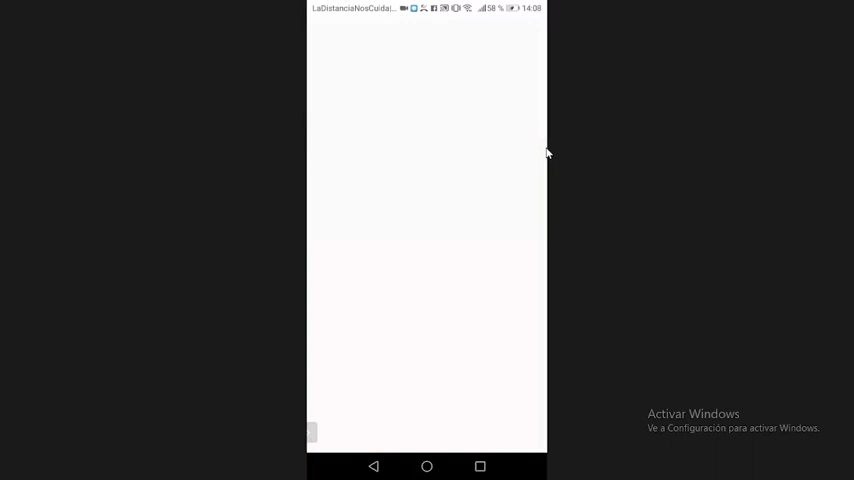 LaDistanciaNosCuida|... 58 % 14:08
Activar Windows
Ve a Configuración para activar Windows.